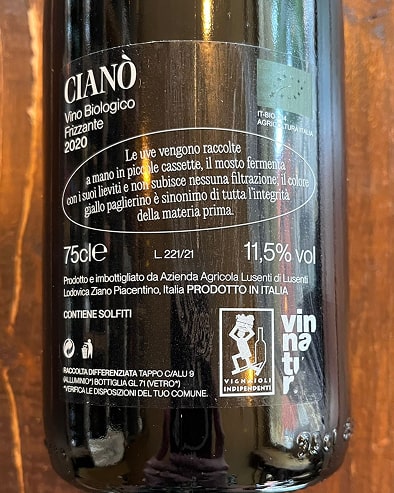 CIANÒ
Vino Biologico
Frizzante
2020
AGRICOLTURA ITALIA
Le uve vengono raccolte
a mano in piccole cassette, il mosto fermenta
con i suoi lieviti e non subisce nessuna filtrazione; il colore
giallo paglierino è sinonimo di tutta l'integrità
della materia prima.
75cle
L 221/21
11,5% vol
Prodotto e imbottigliato da Azienda Agricola Lusenti di Lusenti
Lodovica Ziano Piacentino, Italia PRODOTTO IN ITALIA
CONTIENE SOLFITI
RACCOLTA DIFFERENZIATA TAPPO C/ALU 9
(ALLUMINIO*) BOTTIGLIA GL 71 (VETRO*)
*VERIFICA LE DISPOSIZIONI DEL TUO COMUNE.
VIGNAIOLI
INDIPENDENTI
vin
na
tu
r.